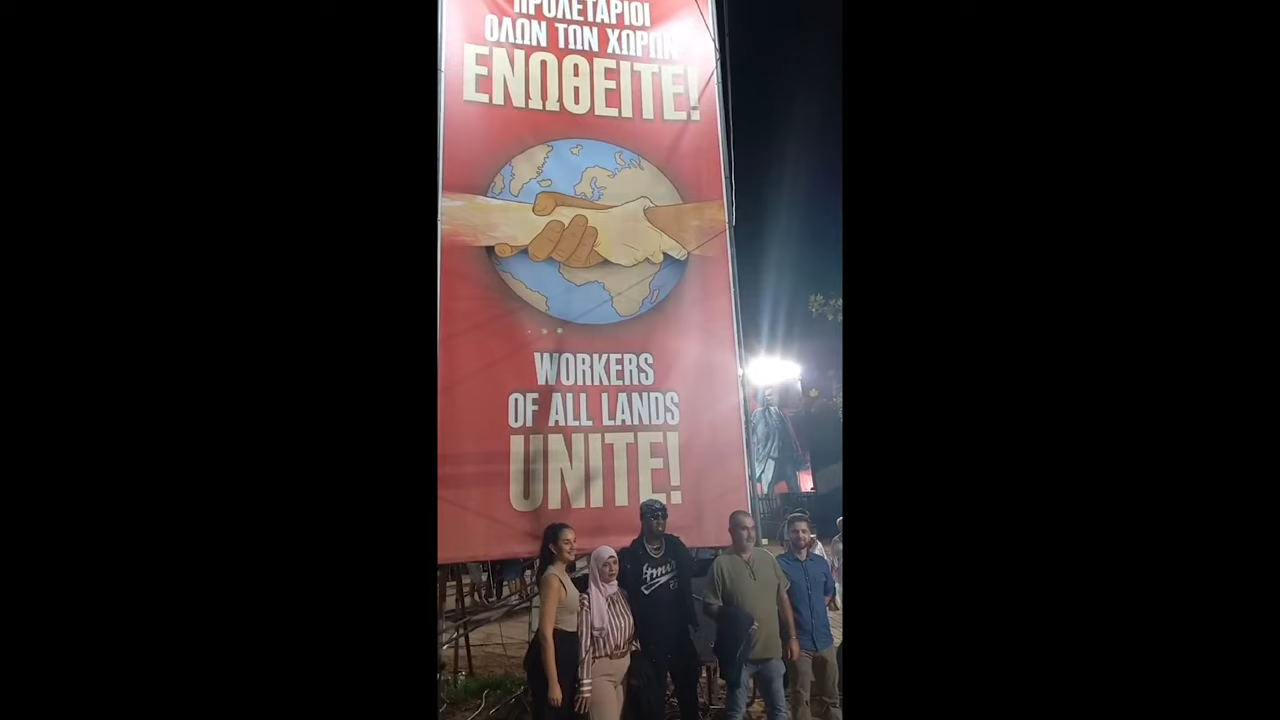 ΠΡΟΛΕΤΑΡΙΟΙ
ΟΛΩΝ ΤΩΝ ΧΩΡΩΝ
ΕΝΩΘΕΙΤΕ!
WORKERS
OF ALL LANDS
UNITE!